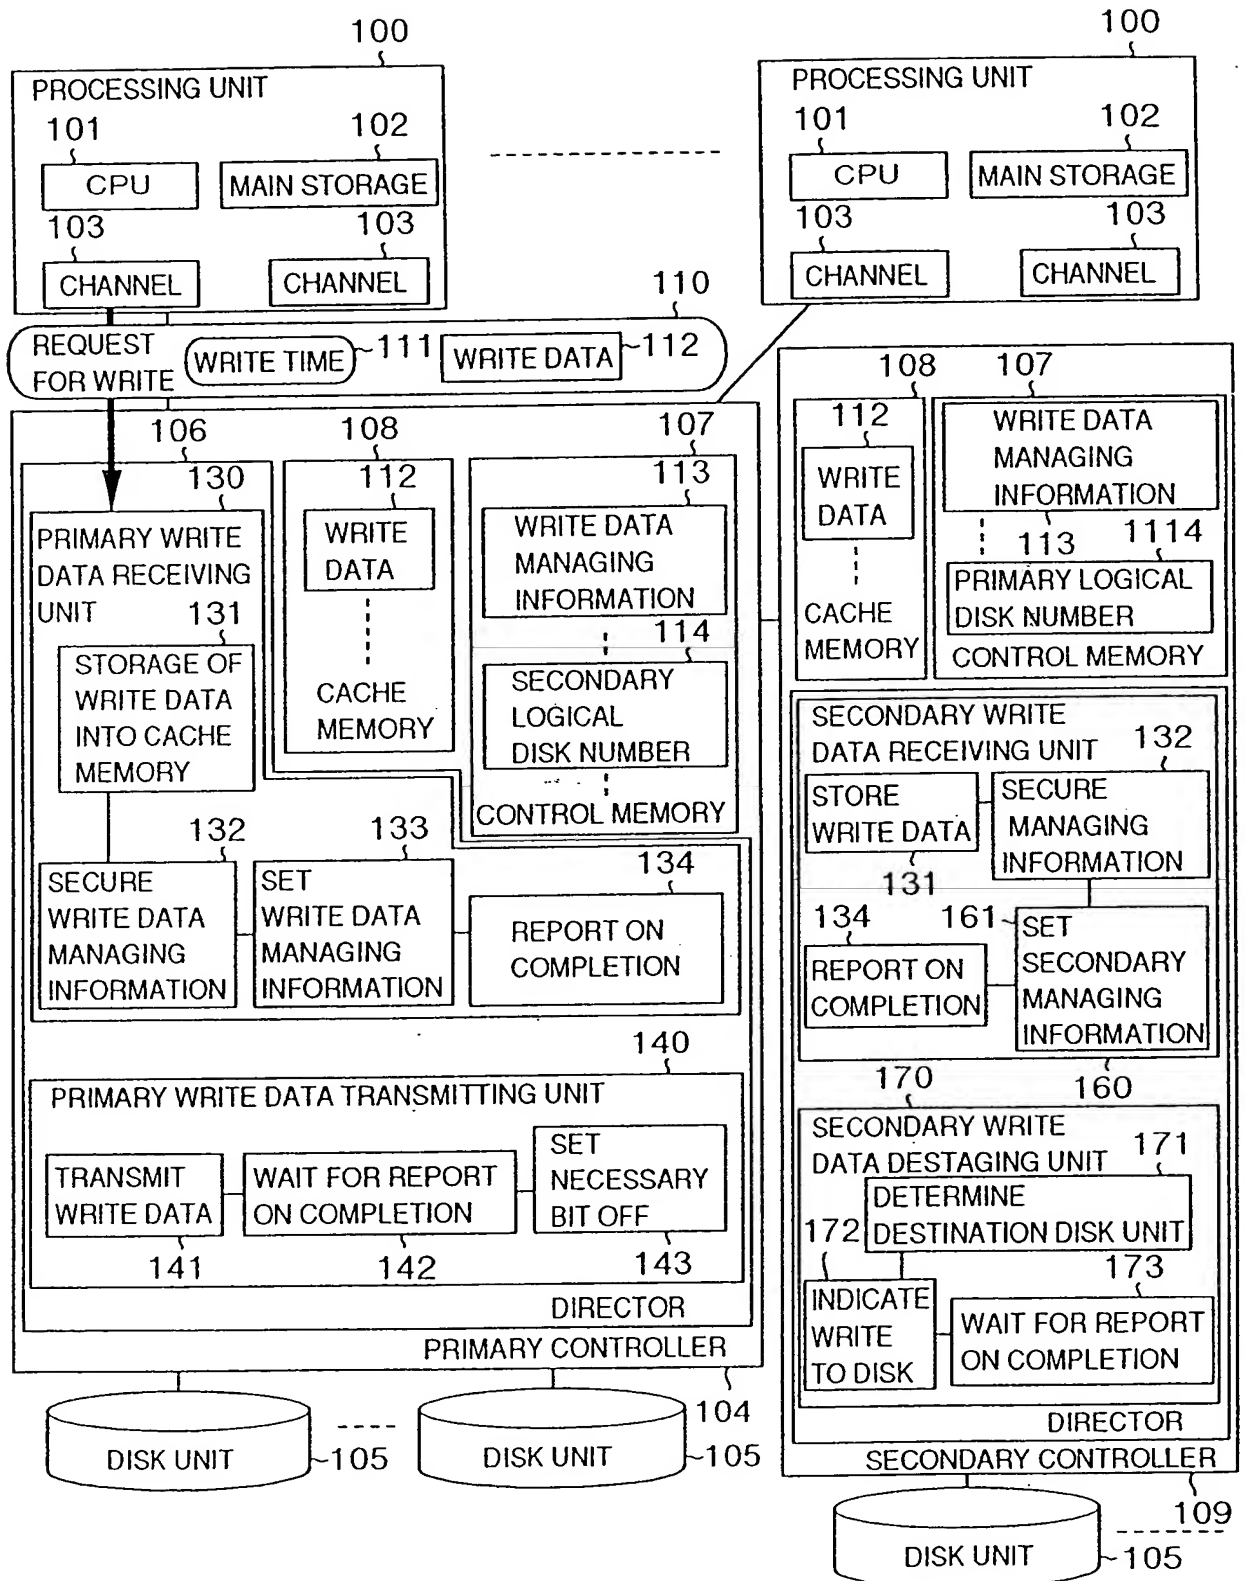 100
PROCESSING UNIT
101
102
CPU
MAIN STORAGE
103
103
CHANNEL
CHANNEL
100
PROCESSING UNIT
101
102
CPU
MAIN STORAGE
103
103
CHANNEL
CHANNEL
110
REQUEST
FOR WRITE
WRITE TIME
111
WRITE DATA
112
106
130
PRIMARY WRITE
DATA RECEIVING
UNIT
131
STORAGE OF
WRITE DATA
INTO CACHE
MEMORY
108
112
WRITE
DATA
CACHE
MEMORY
107
113
WRITE DATA
MANAGING
INFORMATION
114
SECONDARY
LOGICAL
DISK NUMBER
CONTROL MEMORY
132
SECURE
WRITE DATA
MANAGING
INFORMATION
133
SET
WRITE DATA
MANAGING
INFORMATION
134
REPORT ON
COMPLETION
140
PRIMARY WRITE DATA TRANSMITTING UNIT
TRANSMIT
WRITE DATA
141
WAIT FOR REPORT
ON COMPLETION
142
SET
NECESSARY
BIT OFF
143
DIRECTOR
PRIMARY CONTROLLER
104
DISK UNIT
105
DISK UNIT
105
108
112
WRITE
DATA
CACHE
MEMORY
107
WRITE DATA
MANAGING
INFORMATION
113
1114
PRIMARY LOGICAL
DISK NUMBER
CONTROL MEMORY
SECONDARY WRITE
DATA RECEIVING UNIT
132
STORE
WRITE DATA
131
SECURE
MANAGING
INFORMATION
134
REPORT ON
COMPLETION
161
SET
SECONDARY
MANAGING
INFORMATION
160
170
SECONDARY WRITE
DATA DESTAGING UNIT
171
DETERMINE
DESTINATION DISK UNIT
172
INDICATE
WRITE
TO DISK
173
WAIT FOR REPORT
ON COMPLETION
DIRECTOR
SECONDARY CONTROLLER
109
DISK UNIT
105